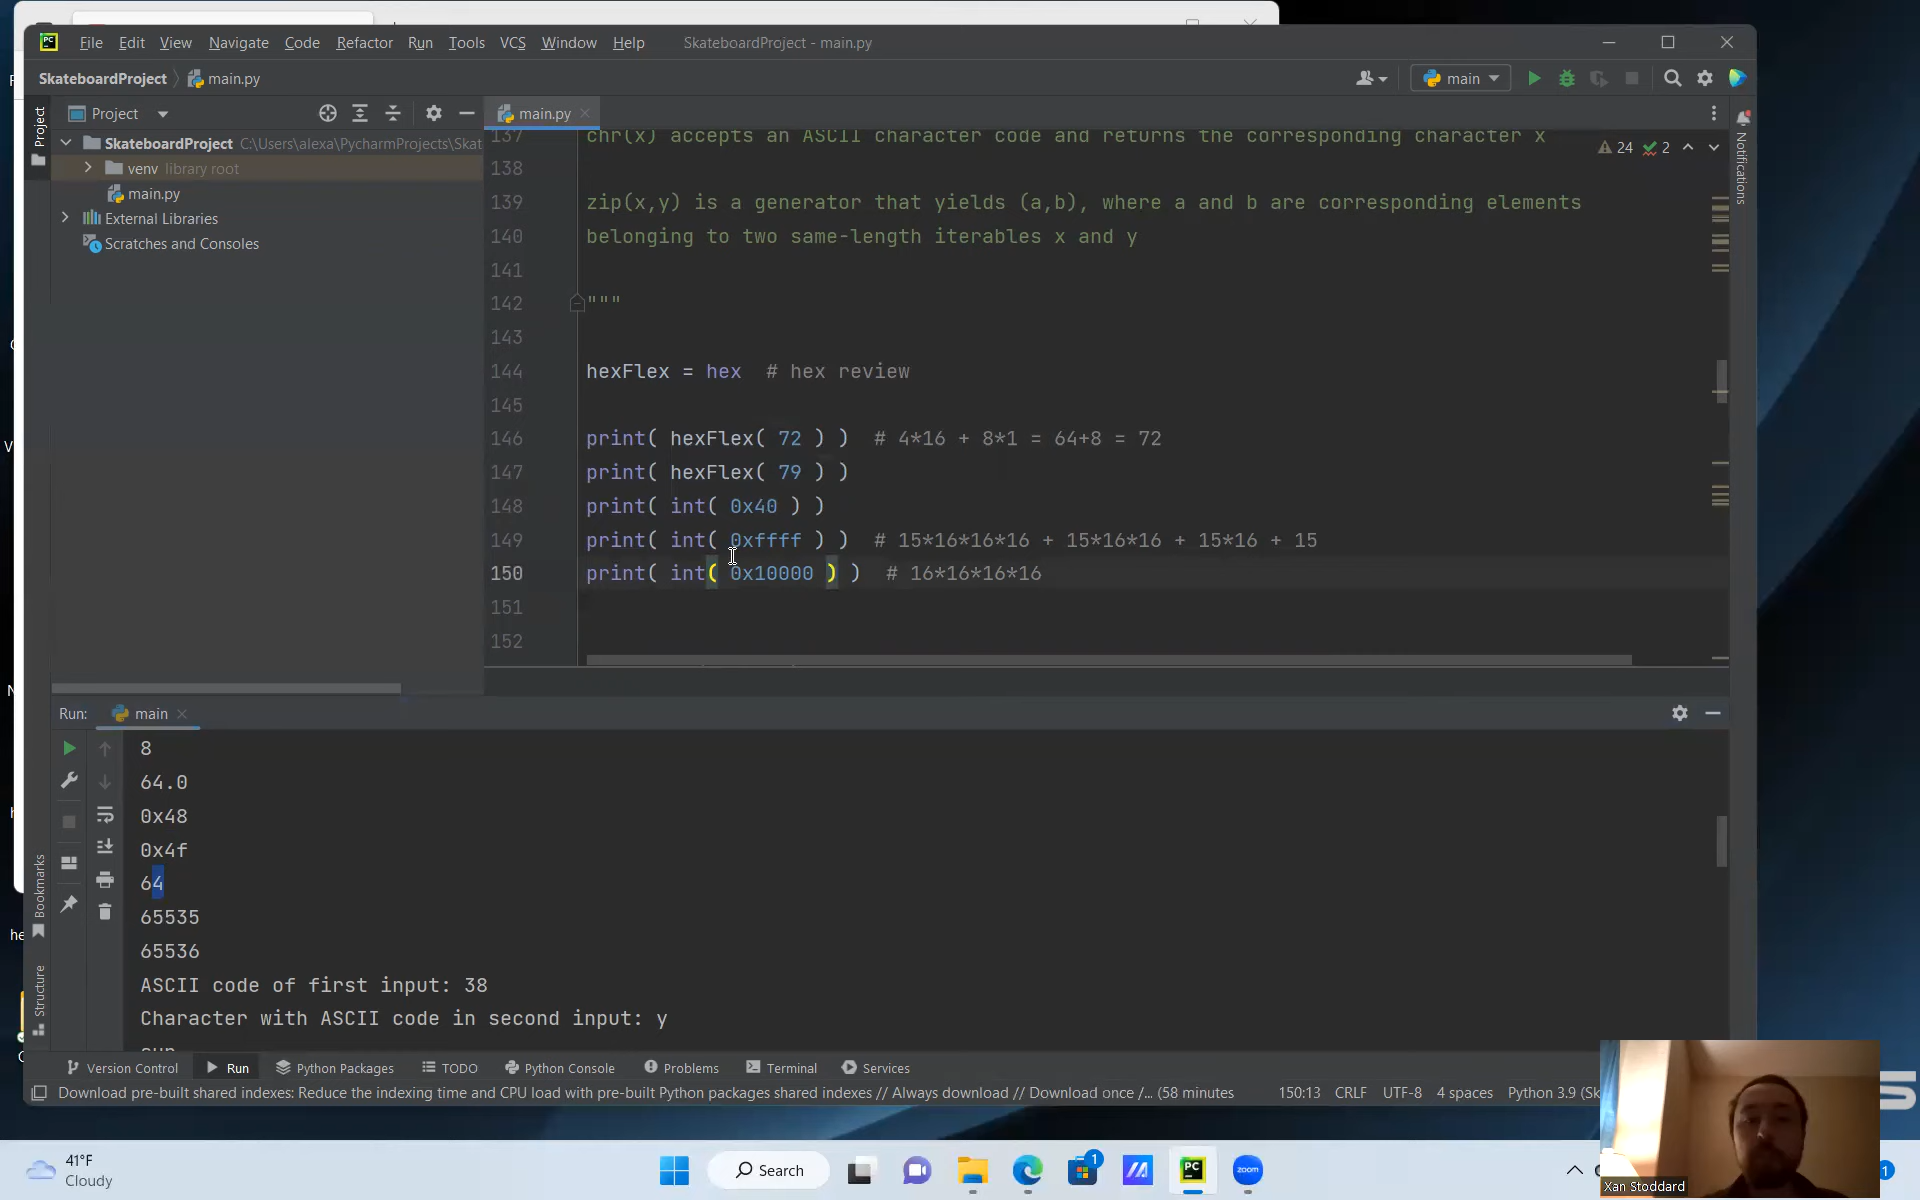 PC File Edit View Navigate Code Refactor Run Tools VCS Window Help SkateboardProject - main.py
SkateboardProject main.py main
Project main.py
SkateboardProject C:\Users\alexa\PycharmProjects\Skat
venv library root
main.py
External Libraries
Scratches and Consoles
Project
Notifications
24 2
137 chr(x) accepts an ASCII character code and returns the corresponding character x
138
139 zip(x,y) is a generator that yields (a,b), where a and b are corresponding elements
140 belonging to two same-length iterables x and y
141
142 """
143
144 hexFlex = hex # hex review
145
146 print( hexFlex( 72 ) ) # 4*16 + 8*1 = 64+8 = 72
147 print( hexFlex( 79 ) )
148 print( int( 0x40 ) )
149 print( int( 0xffff ) ) # 15*16*16*16 + 15*16*16 + 15*16 + 15
150 print( int( 0x10000 ) ) # 16*16*16*16
151
152
Run: main
8
64.0
0x48
0x4f
64
65535
65536
ASCII code of first input: 38
Character with ASCII code in second input: y
Bookmarks
Structure
Version Control Run Python Packages TODO Python Console Problems Terminal Services
Download pre-built shared indexes: Reduce the indexing time and CPU load with pre-built Python packages shared indexes // Always download // Download once /... (58 minutes 150:13 CRLF UTF-8 4 spaces Python 3.9 (Sk
Xan Stoddard
41°F
Cloudy
Search
1
PC
zoom
1